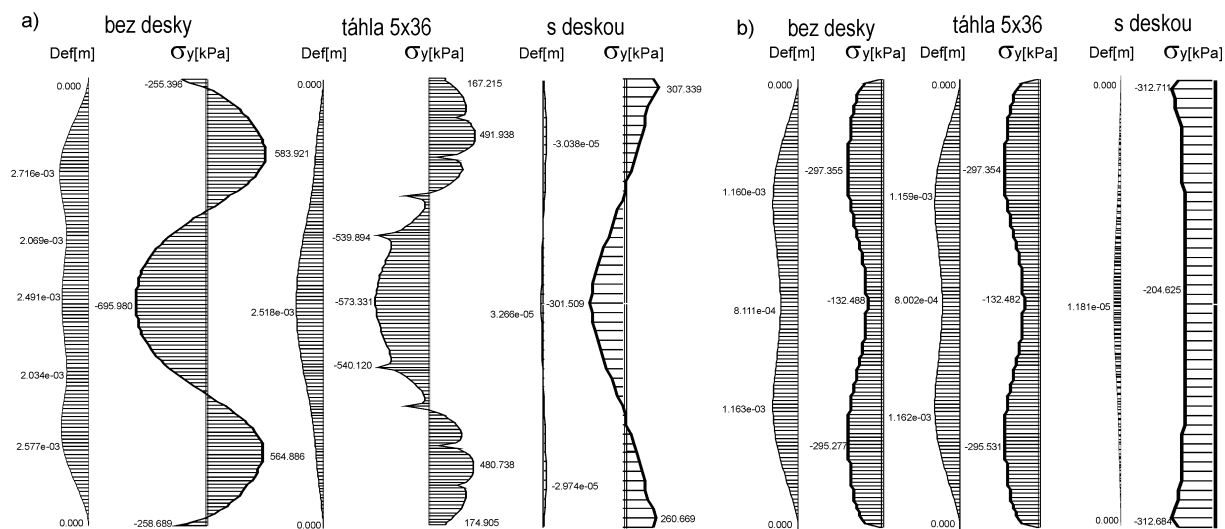 a) bez desky táhla 5x36 s deskou b) bez desky táhla 5x36 s deskou
Def[m] σy[kPa] Def[m] σy[kPa] Def[m] σy[kPa] Def[m] σy[kPa] Def[m] σy[kPa] Def[m] σy[kPa]
0.000 -255.396 0.000 167.215 307.339 0.000 0.000 0.000 -312.711
491.938
-3.038e-05
583.921
2.716e-03 -297.355 -297.354
1.160e-03 1.159e-03
2.069e-03 -539.894
2.491e-03 -695.980 -573.331 -301.509 -132.488 8.002e-04 -132.482 -204.625
2.518e-03 3.266e-05 8.111e-04 1.181e-05
2.034e-03 -540.120
1.163e-03 1.162e-03
2.577e-03 564.886 -295.277 -295.531
480.738
-2.974e-05
0.000 -258.689 0.000 174.905 260.669 0.000 0.000 0.000 -312.684